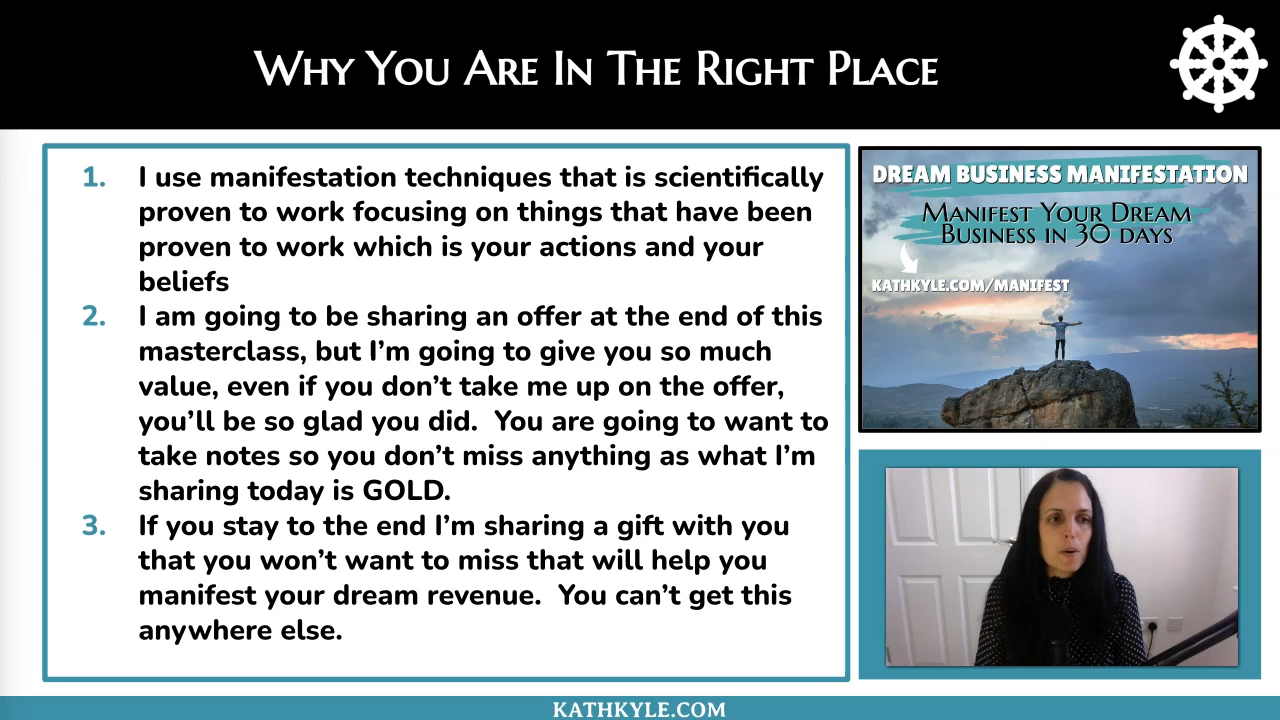 Why You Are In The Right Place
1. I use manifestation techniques that is scientifically
proven to work focusing on things that have been
proven to work which is your actions and your
beliefs
2. I am going to be sharing an offer at the end of this
masterclass, but I’m going to give you so much
value, even if you don’t take me up on the offer,
you’ll be so glad you did.  You are going to want to
take notes so you don’t miss anything as what I’m
sharing today is GOLD.
3. If you stay to the end I’m sharing a gift with you
that you won’t want to miss that will help you
manifest your dream revenue.  You can’t get this
anywhere else.
DREAM BUSINESS MANIFESTATION
Manifest Your Dream
Business in 30 days
KATHKYLE.COM/MANIFEST
KATHKYLE.COM